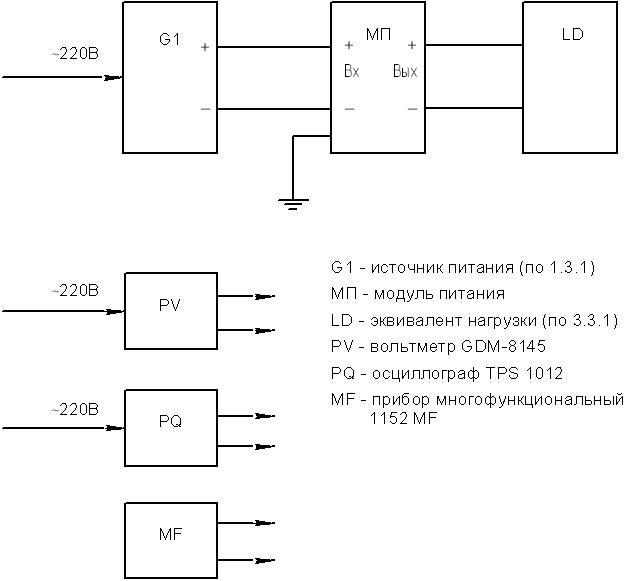 ~220В
G1
+
−
+
Вх
−
МП
+
Вых
−
LD
~220В
PV
~220В
PQ
MF
G1 - источник питания (по 1.3.1)
МП - модуль питания
LD - эквивалент нагрузки (по 3.3.1)
PV - вольтметр GDM-8145
PQ - осциллограф TPS 1012
MF - прибор многофункциональный
1152 MF